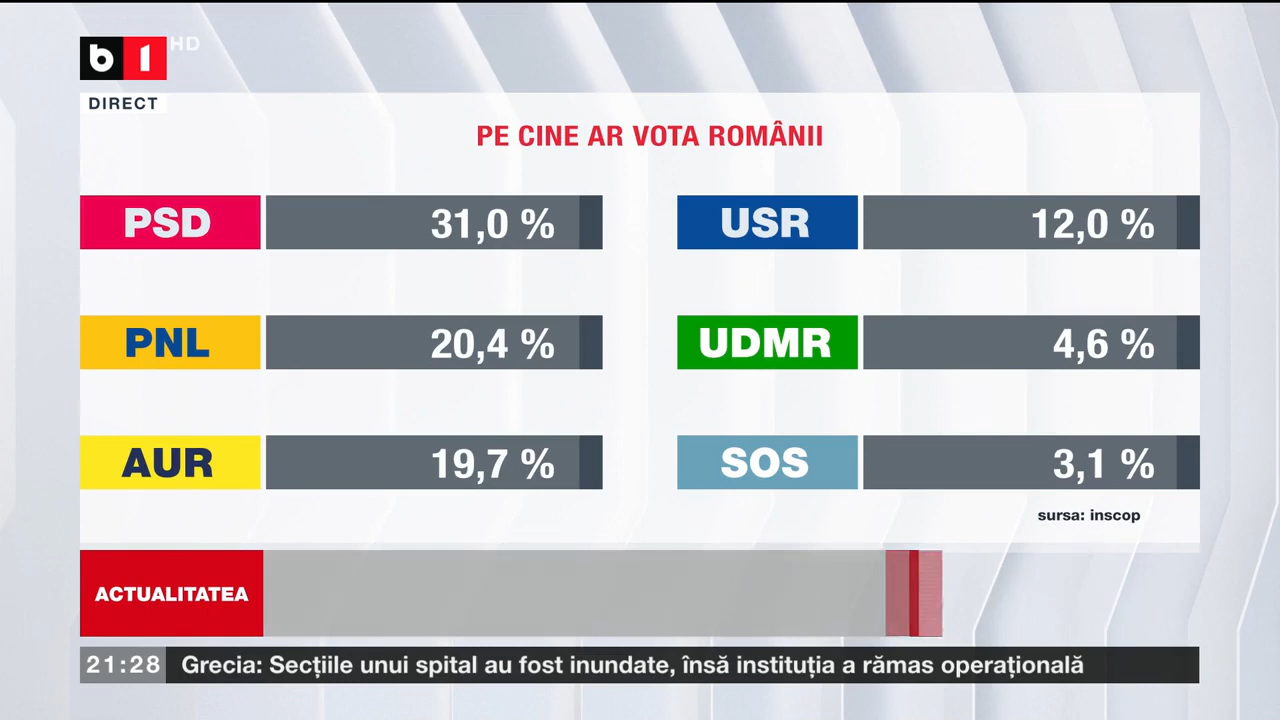 b1 HD
DIRECT
PE CINE AR VOTA ROMÂNII
PSD 31,0 %
USR 12,0 %
PNL 20,4 %
UDMR 4,6 %
AUR 19,7 %
SOS 3,1 %
sursa: inscop
ACTUALITATEA
21:28 Grecia: Secțiile unui spital au fost inundate, însă instituția a rămas operațională